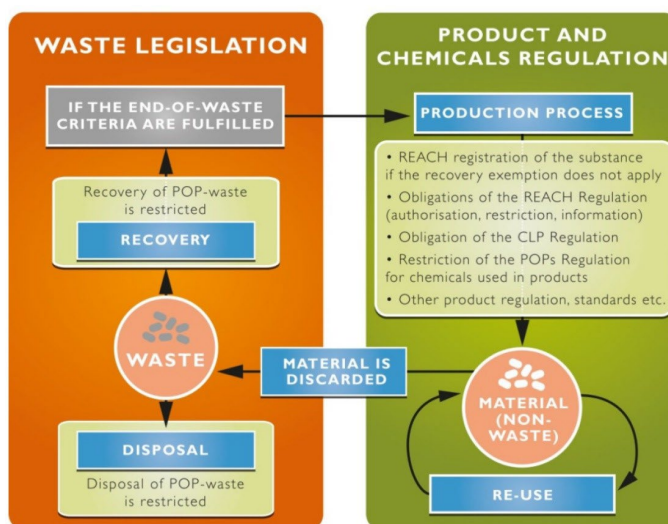 WASTE LEGISLATION
IF THE END-OF-WASTE
CRITERIA ARE FULFILLED
Recovery of POP-waste
is restricted
RECOVERY
WASTE
DISPOSAL
Disposal of POP-waste
is restricted
MATERIAL IS
DISCARDED
PRODUCT AND
CHEMICALS REGULATION
PRODUCTION PROCESS
• REACH registration of the substance
if the recovery exemption does not apply
• Obligations of the REACH Regulation
(authorisation, restriction, information)
• Obligation of the CLP Regulation
• Restriction of the POPs Regulation
for chemicals used in products
• Other product regulation, standards etc.
MATERIAL
(NON-
WASTE)
RE-USE